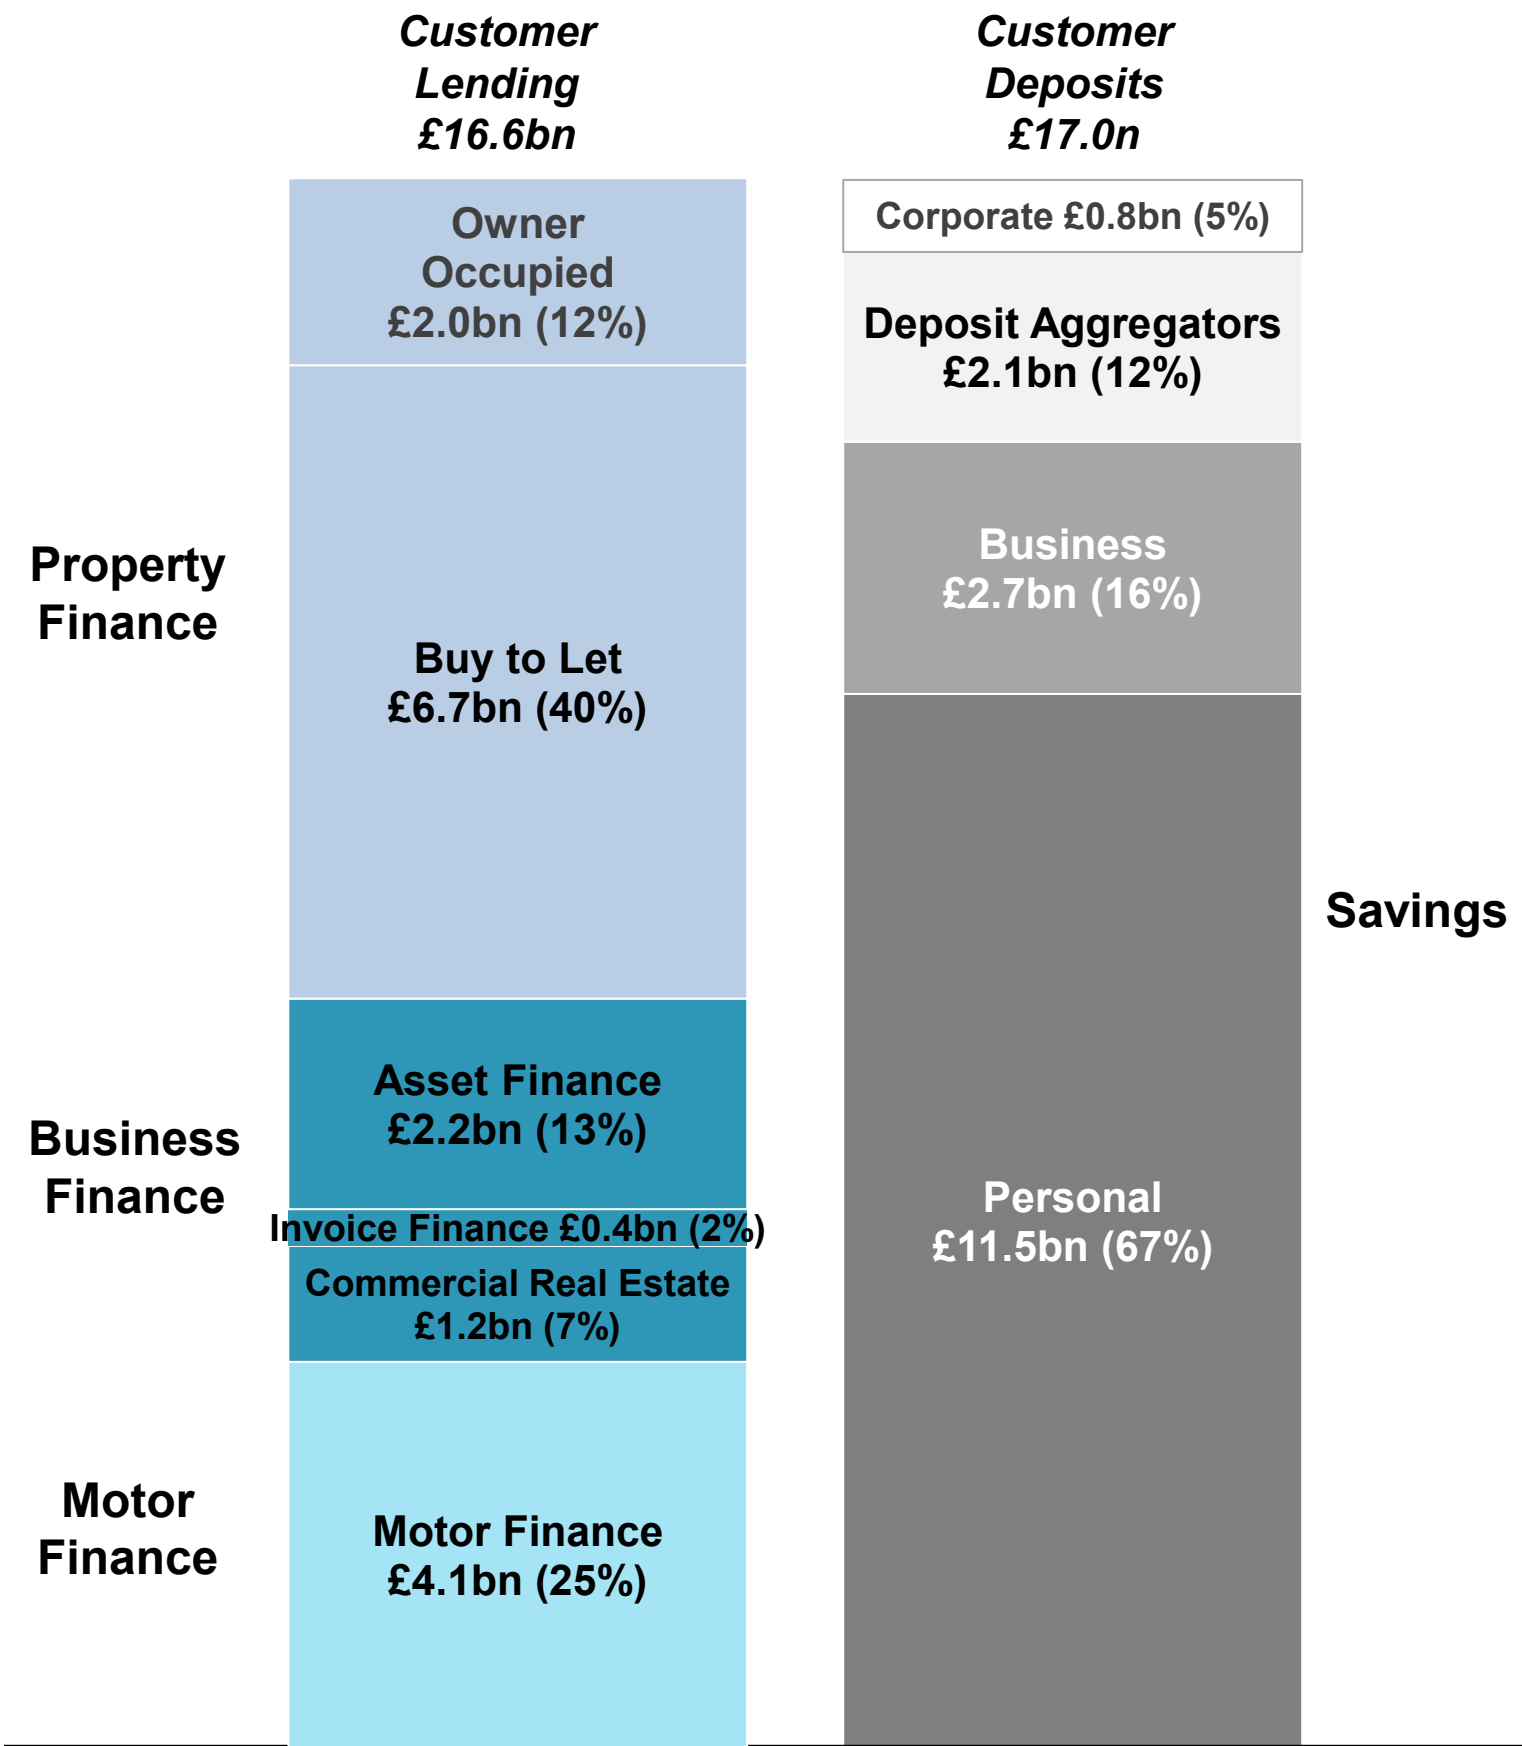 Customer
Lending
£16.6bn
Customer
Deposits
£17.0n
Property
Finance
Business
Finance
Motor
Finance
Owner
Occupied
£2.0bn (12%)
Buy to Let
£6.7bn (40%)
Asset Finance
£2.2bn (13%)
Invoice Finance £0.4bn (2%)
Commercial Real Estate
£1.2bn (7%)
Motor Finance
£4.1bn (25%)
Corporate £0.8bn (5%)
Deposit Aggregators
£2.1bn (12%)
Business
£2.7bn (16%)
Personal
£11.5bn (67%)
Savings